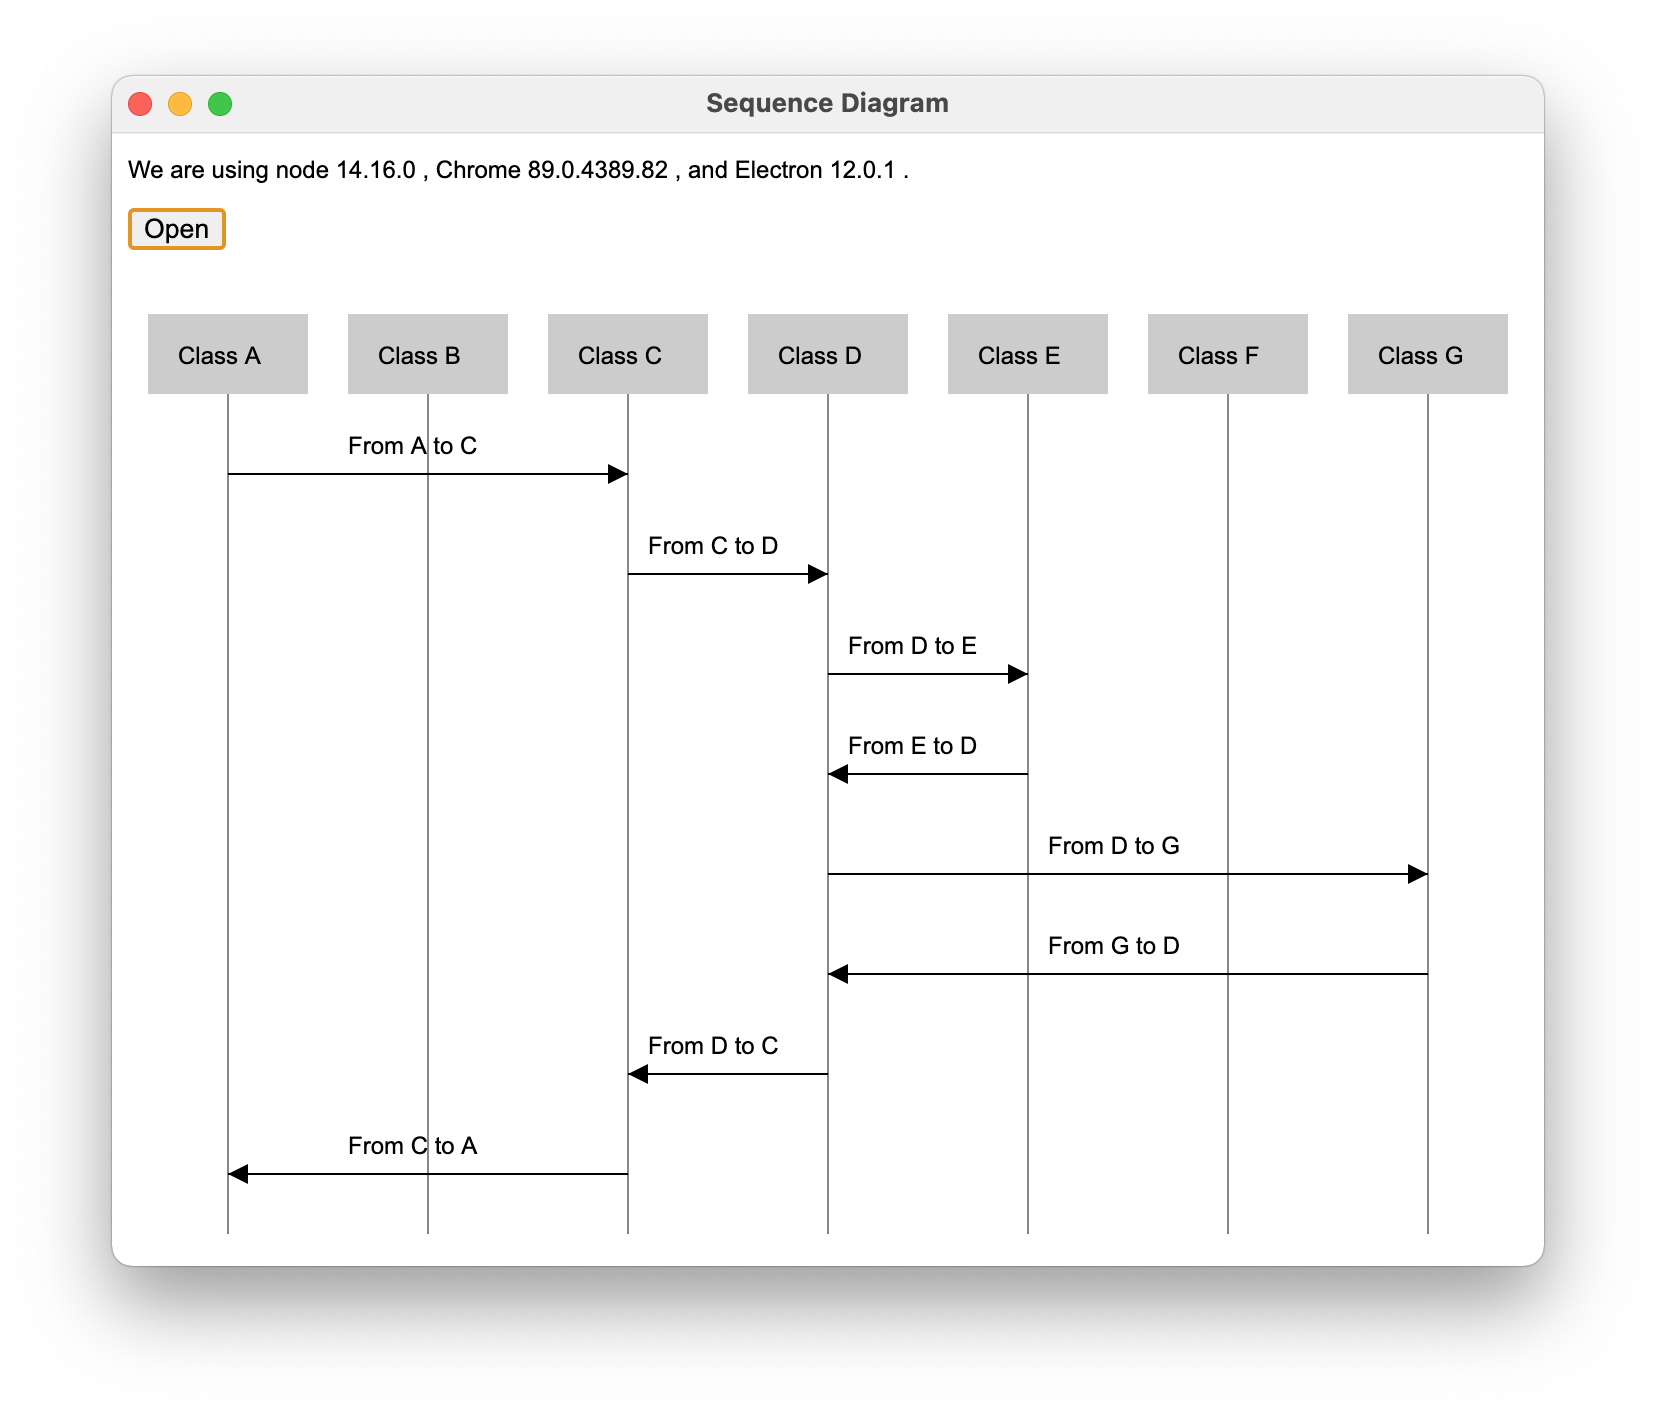 Sequence Diagram
We are using node 14.16.0 , Chrome 89.0.4389.82 , and Electron 12.0.1 .
Open
Class A
Class B
Class C
Class D
Class E
Class F
Class G
From A to C
From C to D
From D to E
From E to D
From D to G
From G to D
From D to C
From C to A